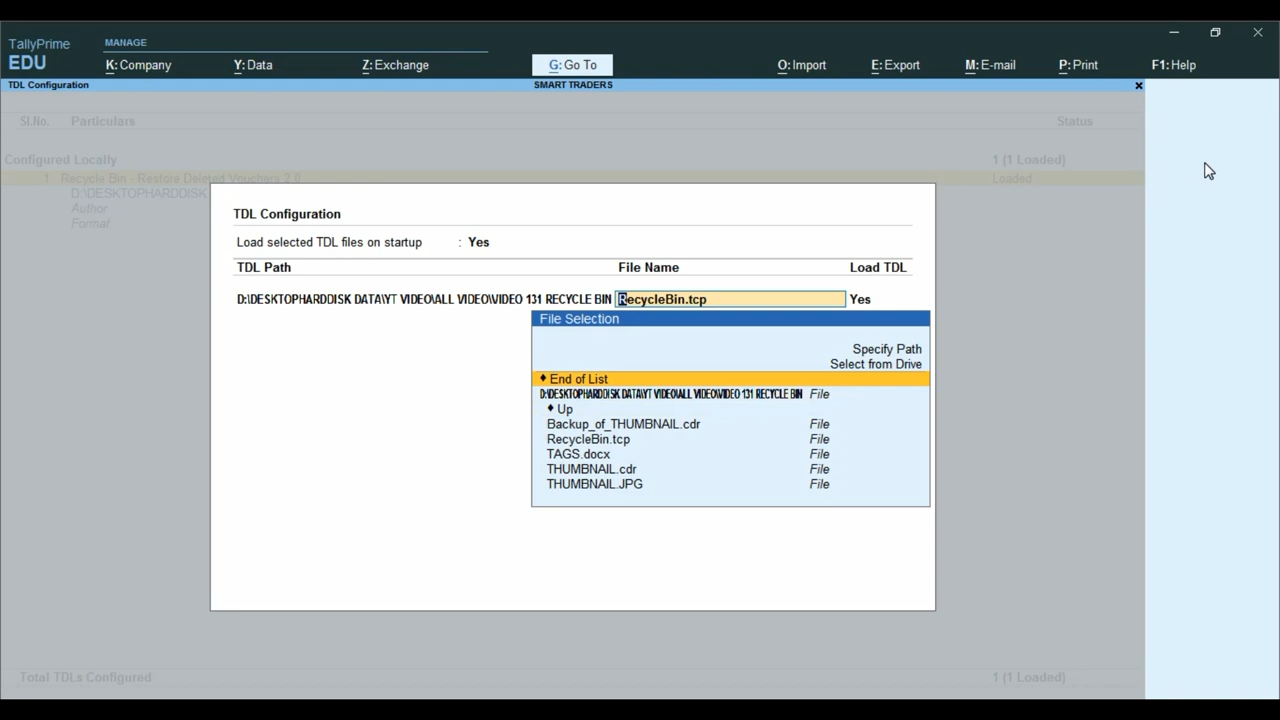 TallyPrime
EDU
MANAGE
K: Company
Y: Data
Z: Exchange
G: Go To
O: Import
E: Export
M: E-mail
P: Print
F1: Help
TDL Configuration
SMART TRADERS
Sl.No. Particulars Status
Configured Locally 1 (1 Loaded)
1 Recycle Bin - Restore Deleted Vouchers 2.0 Loaded
D:\DESKTOPHARDDISK
Author
Format
TDL Configuration
Load selected TDL files on startup : Yes
TDL Path File Name Load TDL
D:\DESKTOPHARDDISK DATA\YT VIDEO\ALL VIDEO\VIDEO 131 RECYCLE BIN RecycleBin.tcp Yes
File Selection
Specify Path
Select from Drive
♦ End of List
D:\DESKTOPHARDDISK DATA\YT VIDEO\ALL VIDEO\VIDEO 131 RECYCLE BIN File
♦ Up
Backup_of_THUMBNAIL.cdr File
RecycleBin.tcp File
TAGS.docx File
THUMBNAIL.cdr File
THUMBNAIL.JPG File
Total TDLs Configured 1 (1 Loaded)